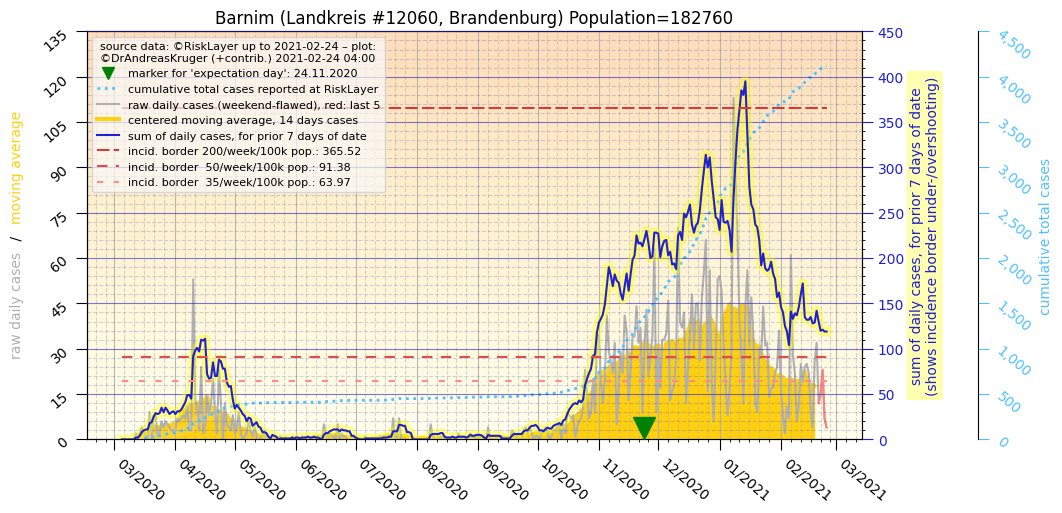 Barnim (Landkreis #12060, Brandenburg) Population=182760
source data: ©RiskLayer up to 2021-02-24 – plot:
©DrAndreasKruger (+contrib.) 2021-02-24 04:00
marker for 'expectation day': 24.11.2020
cumulative total cases reported at RiskLayer
raw daily cases (weekend-flawed), red: last 5
centered moving average, 14 days cases
sum of daily cases, for prior 7 days of date
incid. border 200/week/100k pop.: 365.52
incid. border  50/week/100k pop.: 91.38
incid. border  35/week/100k pop.: 63.97
raw daily cases / moving average
135
120
105
90
75
60
45
30
15
0
03/2020
04/2020
05/2020
06/2020
07/2020
08/2020
09/2020
10/2020
11/2020
12/2020
01/2021
02/2021
03/2021
450
400
350
300
250
200
150
100
50
0
sum of daily cases, for prior 7 days of date
(shows incidence border under-/overshooting)
4,500
4,000
3,500
3,000
2,500
2,000
1,500
1,000
500
0
cumulative total cases